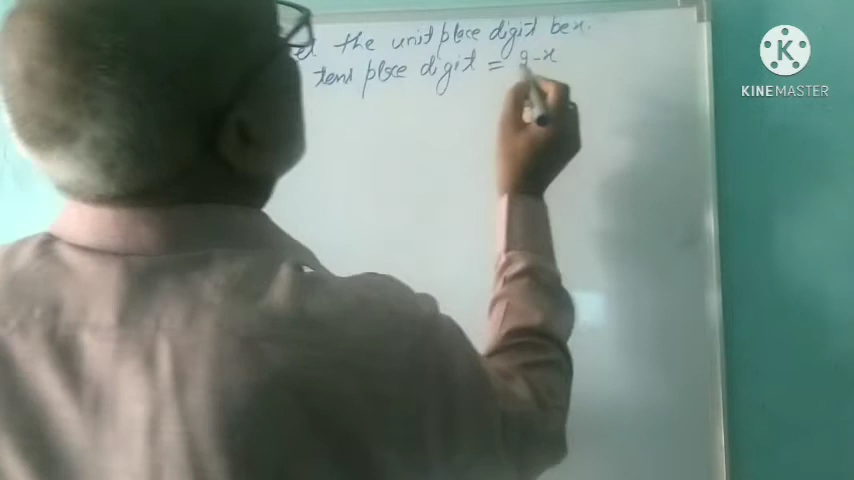 the unit place digit be x.
tens place digit = 9-x
K
KINEMASTER